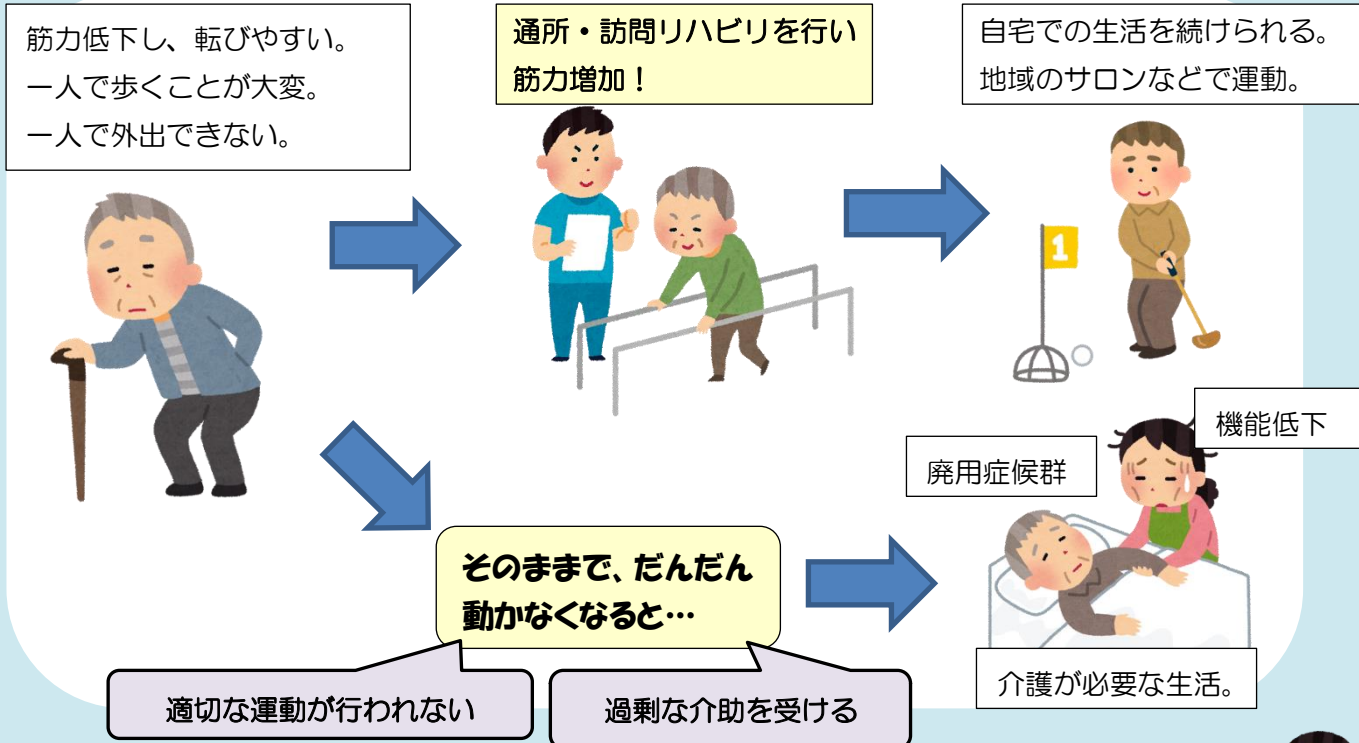 筋力低下し、転びやすい。
一人で歩くことが大変。
一人で外出できない。
通所・訪問リハビリを行い
筋力増加！
自宅での生活を続けられる。
地域のサロンなどで運動。
1
機能低下
廃用症候群
そのままで、だんだん
動かなくなると…
介護が必要な生活。
適切な運動が行われない
過剰な介助を受ける